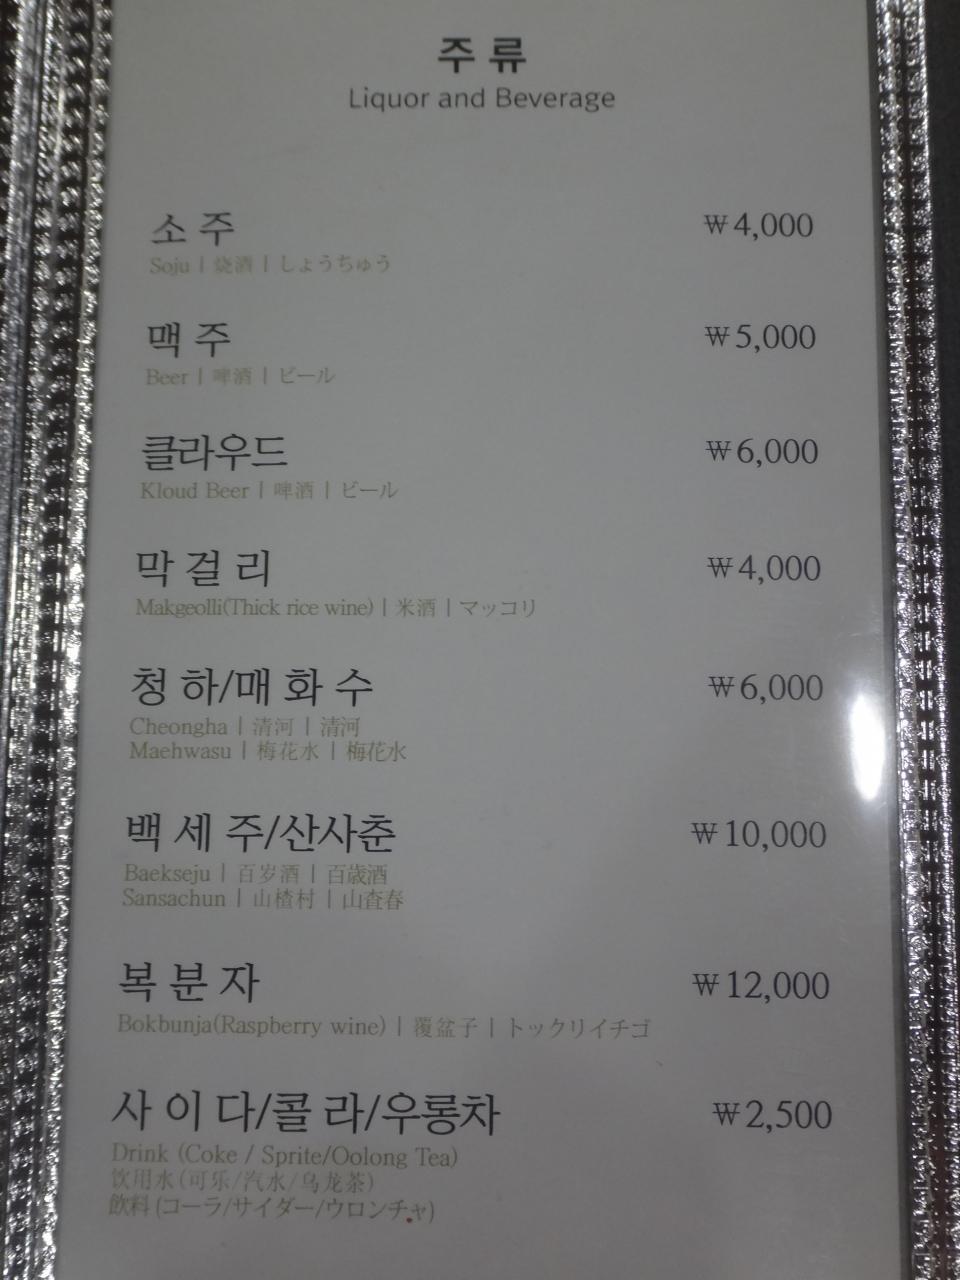 주 류
Liquor and Beverage
소 주 ₩4,000
Soju | 烧酒 | しょうちゅう
맥 주 ₩5,000
Beer | 啤酒 | ビール
클라우드 ₩6,000
Kloud Beer | 啤酒 | ビール
막 걸 리 ₩4,000
Makgeolli(Thick rice wine) | 米酒 | マッコリ
청 하/매 화 수 ₩6,000
Cheongha | 清河 | 清河
Maehwasu | 梅花水 | 梅花水
백 세 주/산사춘 ₩10,000
Baekseju | 百岁酒 | 百歳酒
Sansachun | 山楂村 | 山査春
복 분 자 ₩12,000
Bokbunja(Raspberry wine) | 覆盆子 | トックリイチゴ
사 이 다/콜 라/우롱차 ₩2,500
Drink (Coke / Sprite/Oolong Tea)
饮用水(可乐/汽水/乌龙茶)
飲料 (コーラ/サイダー/ウロンチャ)